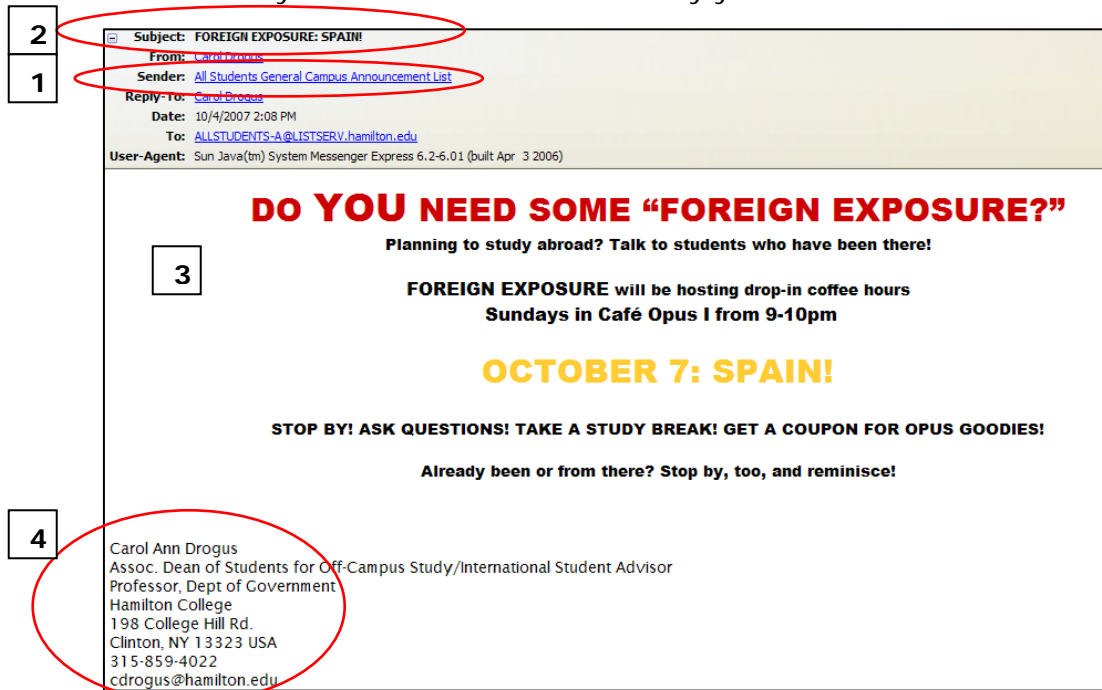 2
Subject: FOREIGN EXPOSURE: SPAIN!
From: Carol Drogus
1
Sender: All Students General Campus Announcement List
Reply-To: Carol Drogus
Date: 10/4/2007 2:08 PM
To: ALLSTUDENTS-A@LISTSERV.hamilton.edu
User-Agent: Sun Java(tm) System Messenger Express 6.2-6.01 (built Apr 3 2006)
DO YOU NEED SOME “FOREIGN EXPOSURE?”
Planning to study abroad? Talk to students who have been there!
3
FOREIGN EXPOSURE will be hosting drop-in coffee hours
Sundays in Café Opus I from 9-10pm
OCTOBER 7: SPAIN!
STOP BY! ASK QUESTIONS! TAKE A STUDY BREAK! GET A COUPON FOR OPUS GOODIES!
Already been or from there? Stop by, too, and reminisce!
4
Carol Ann Drogus
Assoc. Dean of Students for Off-Campus Study/International Student Advisor
Professor, Dept of Government
Hamilton College
198 College Hill Rd.
Clinton, NY 13323 USA
315-859-4022
cdrogus@hamilton.edu